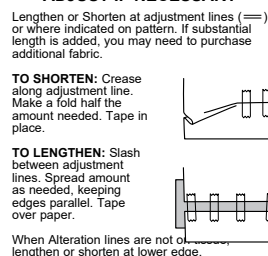 Lengthen or Shorten at adjustment lines (═)
or where indicated on pattern. If substantial
length is added, you may need to purchase
additional fabric.
TO SHORTEN: Crease
along adjustment line.
Make a fold half the
amount needed. Tape in
place.
TO LENGTHEN: Slash
between adjustment
lines. Spread amount
as needed, keeping
edges parallel. Tape
over paper.
When Alteration lines are not on tissue,
lengthen or shorten at lower edge.